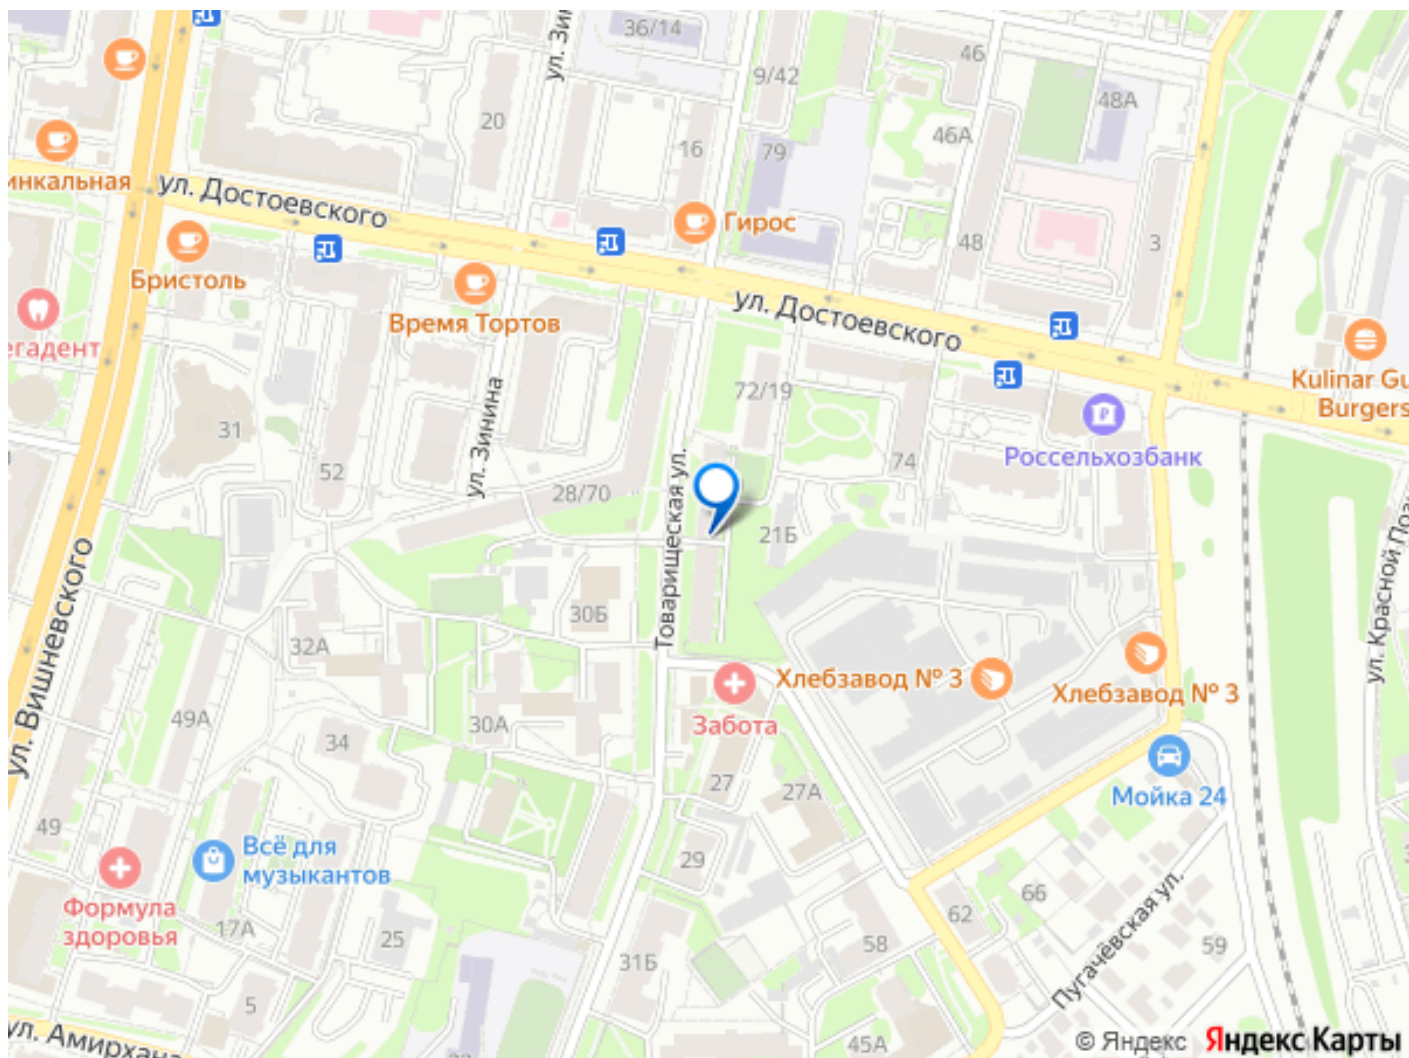 36/14
ул. Зин
46
9/42
48А
20
46А
16
79
инкальная
ул. Достоевского
Гирос
48
3
Бристоль
Время Тортов
ул. Достоевского
егадент
Kulinar Gu
Burgers
72/19
31
ул. Зинина
52
28/70
74
Россельхозбанк
Товарищеская ул.
21Б
30Б
32А
ул. Вишневского
ул. Красной Поз
Хлебзавод № 3
Хлебзавод № 3
Забота
49А
30А
34
27
27А
Мойка 24
49
Всё для
музыкантов
29
Формула
здоровья
17А
25
62
66
Пугачёвская ул.
58
59
31Б
5
ул. Амирхана
45А
© Яндекс Яндекс Карты